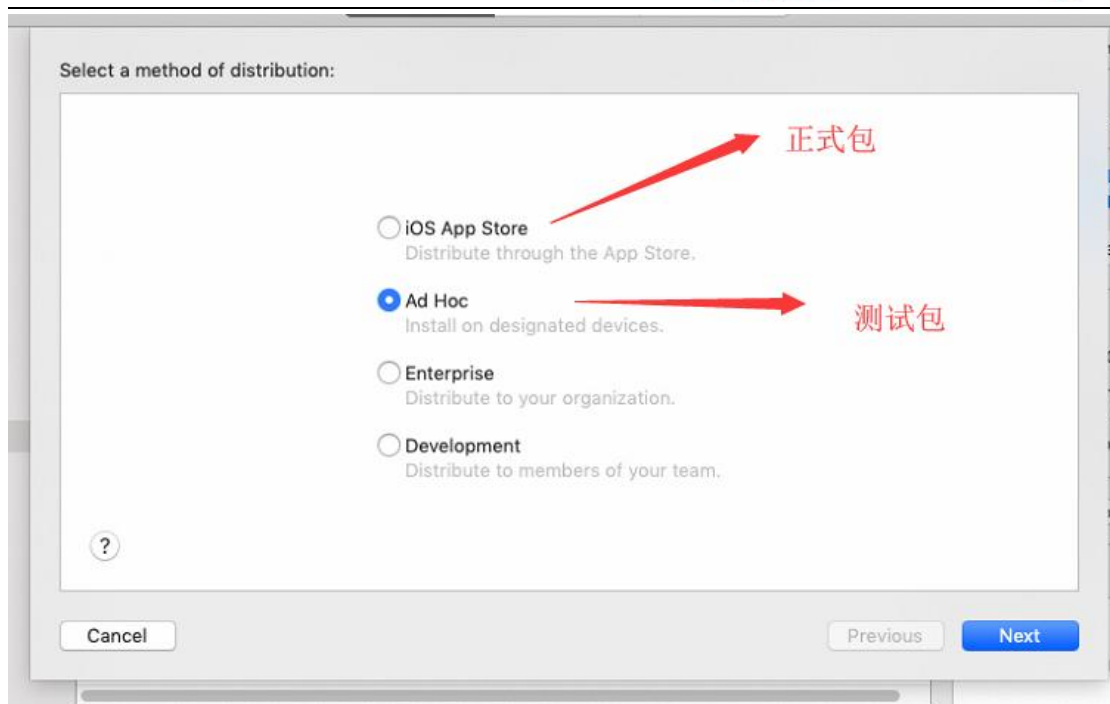 Select a method of distribution:
正式包
iOS App Store
Distribute through the App Store.
Ad Hoc
Install on designated devices.
测试包
Enterprise
Distribute to your organization.
Development
Distribute to members of your team.
?
Cancel
Previous
Next